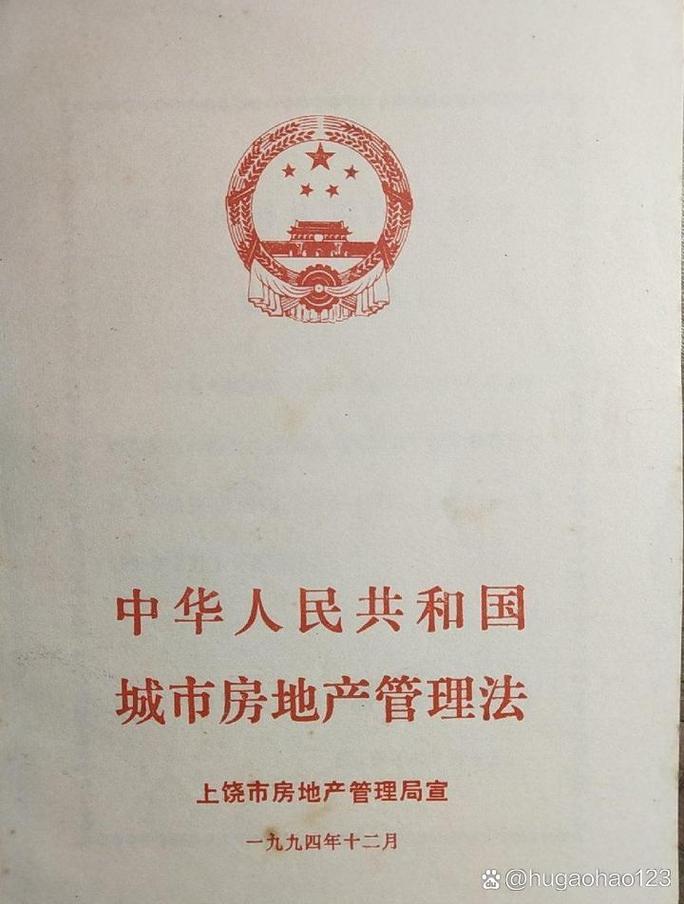 中华人民共和国
城市房地产管理法
上饶市房地产管理局宣
一九九四年十二月
@hugaohao123